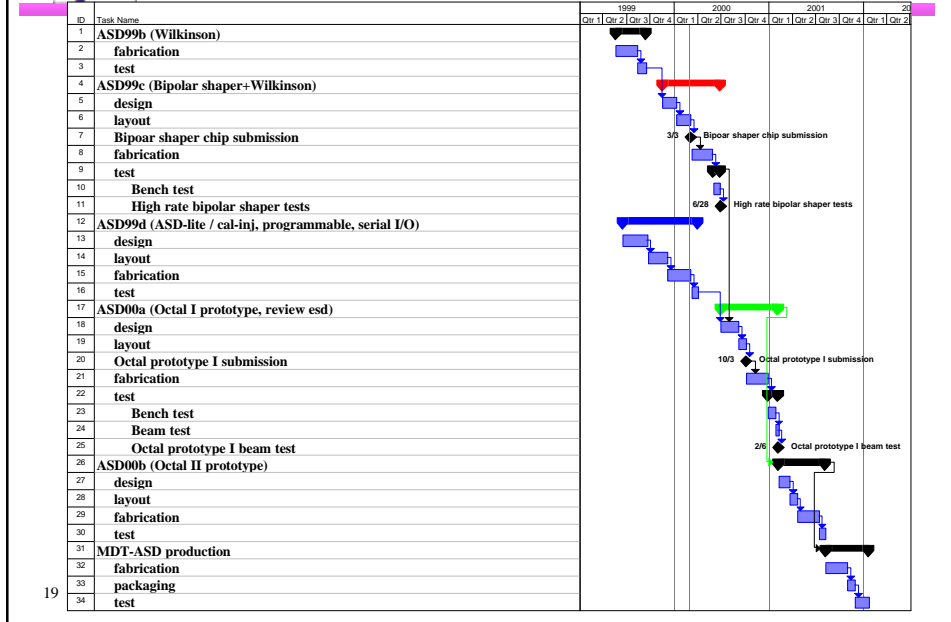 1999 2000 2001 20
ID Task Name Qtr 1 Qtr 2 Qtr 3 Qtr 4 Qtr 1 Qtr 2 Qtr 3 Qtr 4 Qtr 1 Qtr 2 Qtr 3 Qtr 4 Qtr 1 Qtr 2
1 ASD99b (Wilkinson)
2 fabrication
3 test
4 ASD99c (Bipolar shaper+Wilkinson)
5 design
6 layout
7 Bipoar shaper chip submission 3/3 Bipoar shaper chip submission
8 fabrication
9 test
10 Bench test
11 High rate bipolar shaper tests 6/28 High rate bipolar shaper tests
12 ASD99d (ASD-lite / cal-inj, programmable, serial I/O)
13 design
14 layout
15 fabrication
16 test
17 ASD00a (Octal I prototype, review esd)
18 design
19 layout
20 Octal prototype I submission 10/3 Octal prototype I submission
21 fabrication
22 test
23 Bench test
24 Beam test
25 Octal prototype I beam test 2/6 Octal prototype I beam test
26 ASD00b (Octal II prototype)
27 design
28 layout
29 fabrication
30 test
31 MDT-ASD production
32 fabrication
33 packaging
34 test
19